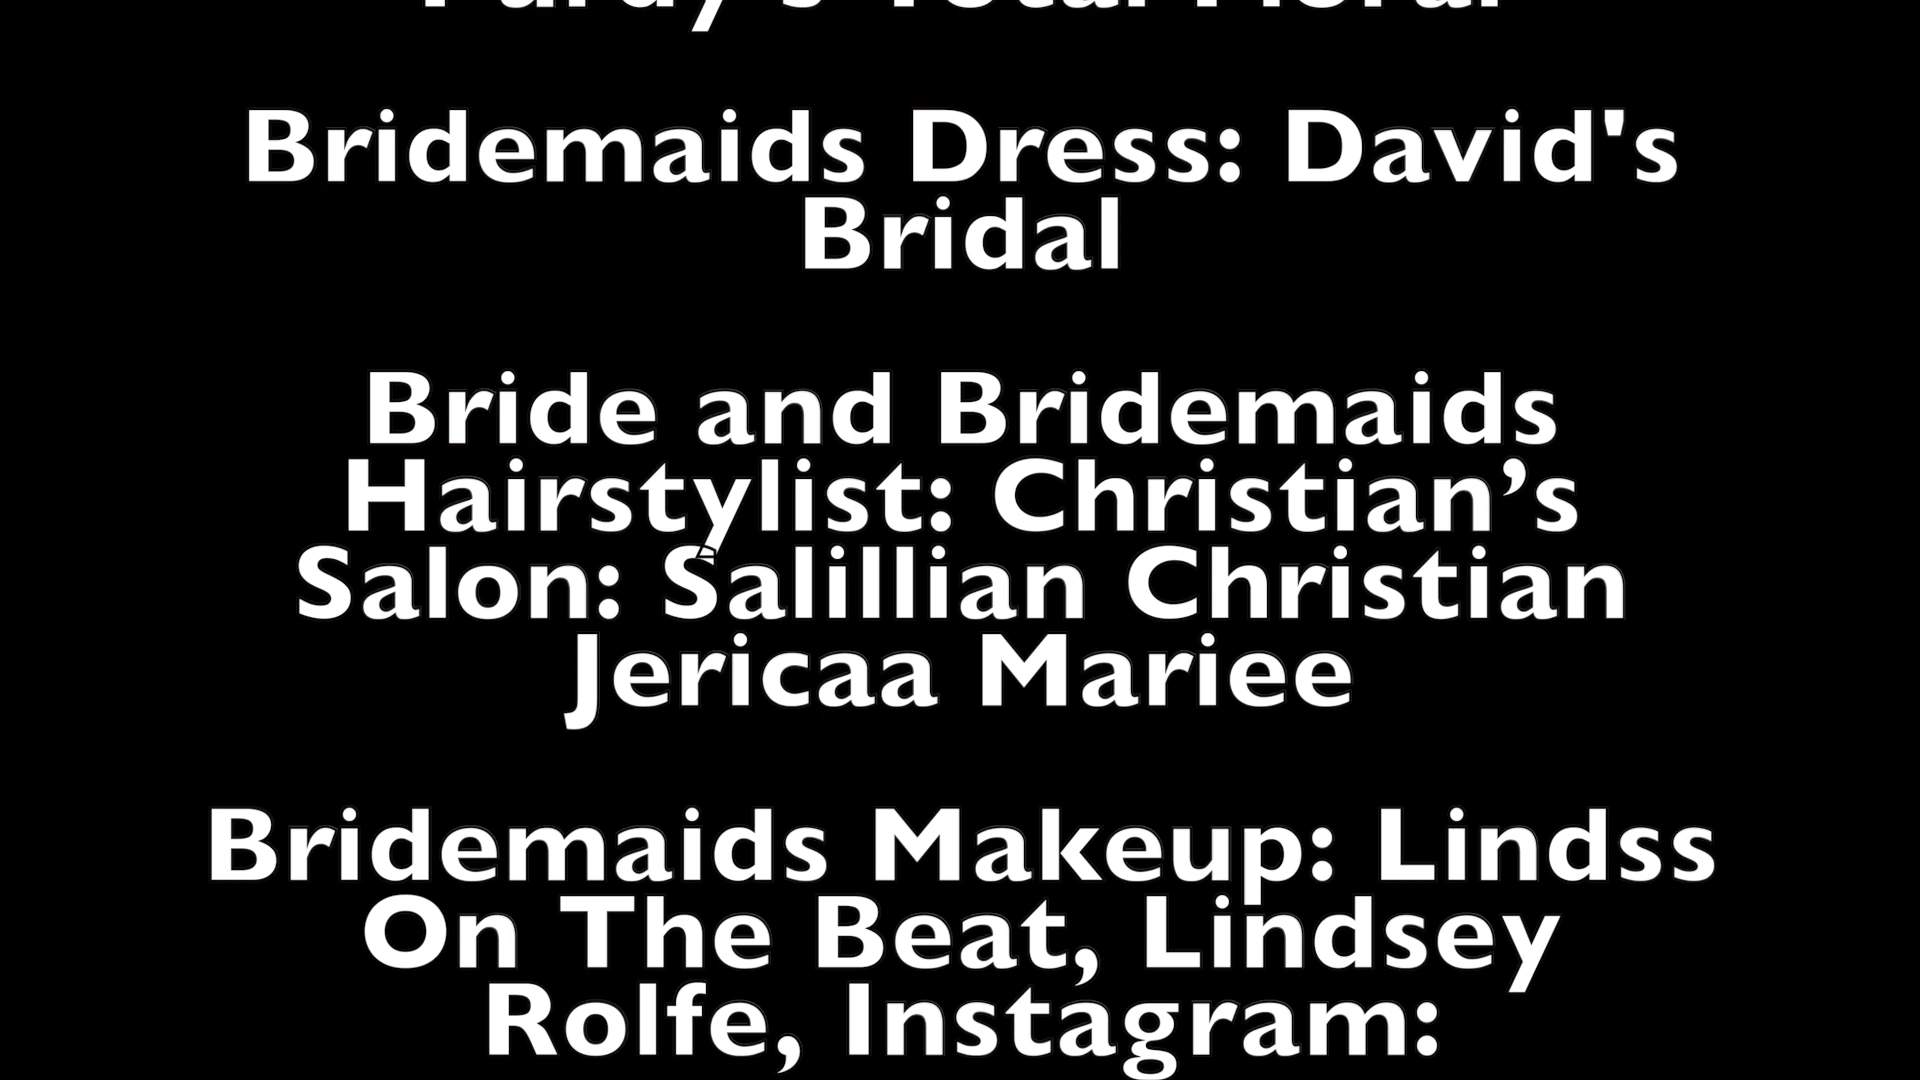 Bridemaids Dress: David's
Bridal
Bride and Bridemaids
Hairstylist: Christian’s
Salon: Salillian Christian
Jericaa Mariee
Bridemaids Makeup: Lindss
On The Beat, Lindsey
Rolfe, Instagram: